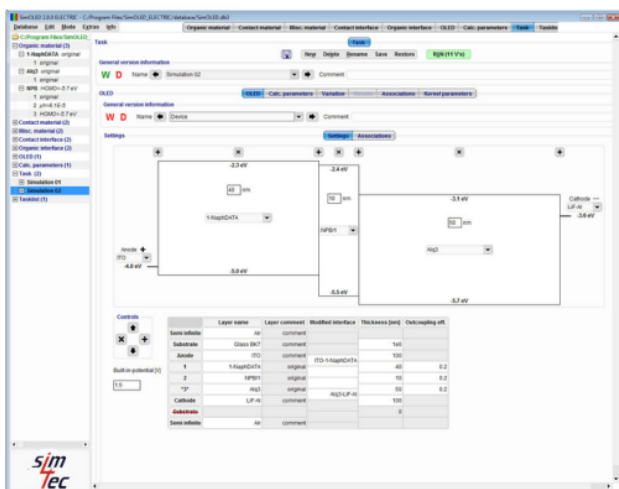 SimOLED 2.0.0 ELECTRIC - C:/Program Files/SimOLED_ELECTRIC/database/SimOLED.db3
Database Edit Mode Extras Info
Organic material Contact material Misc. material Contact interface Organic interface OLED Calc. parameters Task Tasklist
C:/Program Files/SimOLED_
Organic material (3)
1-NaphDATA original
1 original
Alq3 original
1 original
NPB HOMO=-5.7 eV
1 original
3 HOMO=-5.7 eV
Contact material (2)
Misc. material (2)
Contact interface (2)
Organic interface (2)
OLED (1)
Calc. parameters (1)
Task (2)
Simulation 01
Simulation 02
Tasklist (1)
Task
Task
New Delete Rename Save Restore RUN (11 V's)
General version information
W D Name Simulation 02 Comment
OLED
OLED Calc. parameters Variation Results Associations Kernel parameters
General version information
W D Name Device Comment
Settings
Settings Associations
-2.3 eV
-2.4 eV
40 nm
10 nm
-3.1 eV
50 nm
Cathode
LiF-Al
-3.6 eV
1-NaphDATA
NPB/1
Alq3
Anode
ITO
-4.8 eV
-5.0 eV
-5.5 eV
-5.7 eV
Controls
Built-in-potential [V]
1.5
Layer name Layer comment Modified interface Thickness [nm] Outcoupling eff.
Semi infinite Air comment
Substrate Glass BK7 comment 1e6
Anode ITO comment 100
ITO-1-NaphDATA
1 1-NaphDATA original 40 0.2
2 NPB/1 original 10 0.2
*3* Alq3 original 50 0.2
Alq3-LiF-Al
Cathode LiF-Al comment 100
Substrate 0
Semi infinite Air comment
sim
tec